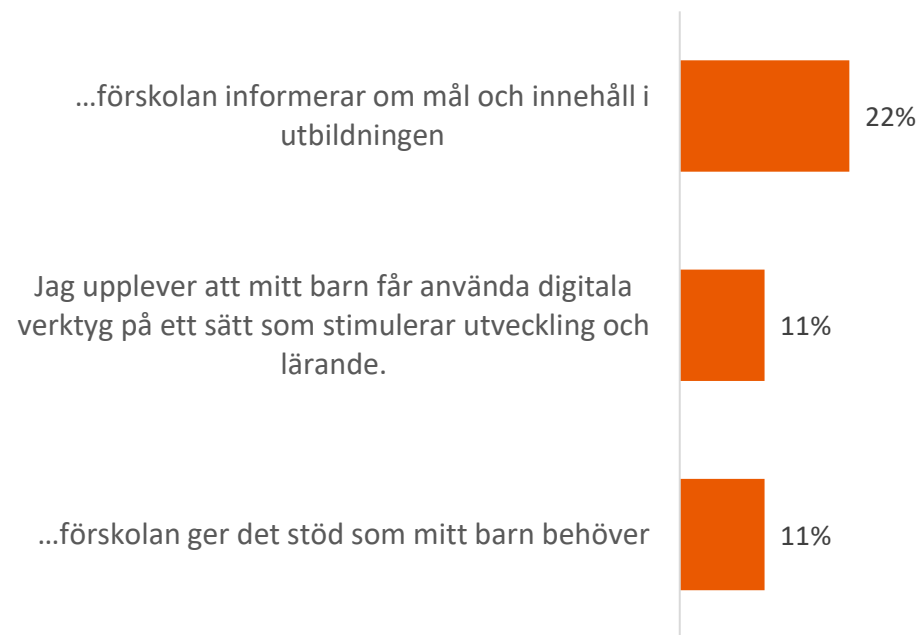 ...förskolan informerar om mål och innehåll i
utbildningen
22%
Jag upplever att mitt barn får använda digitala
verktyg på ett sätt som stimulerar utveckling och
lärande.
11%
...förskolan ger det stöd som mitt barn behöver
11%